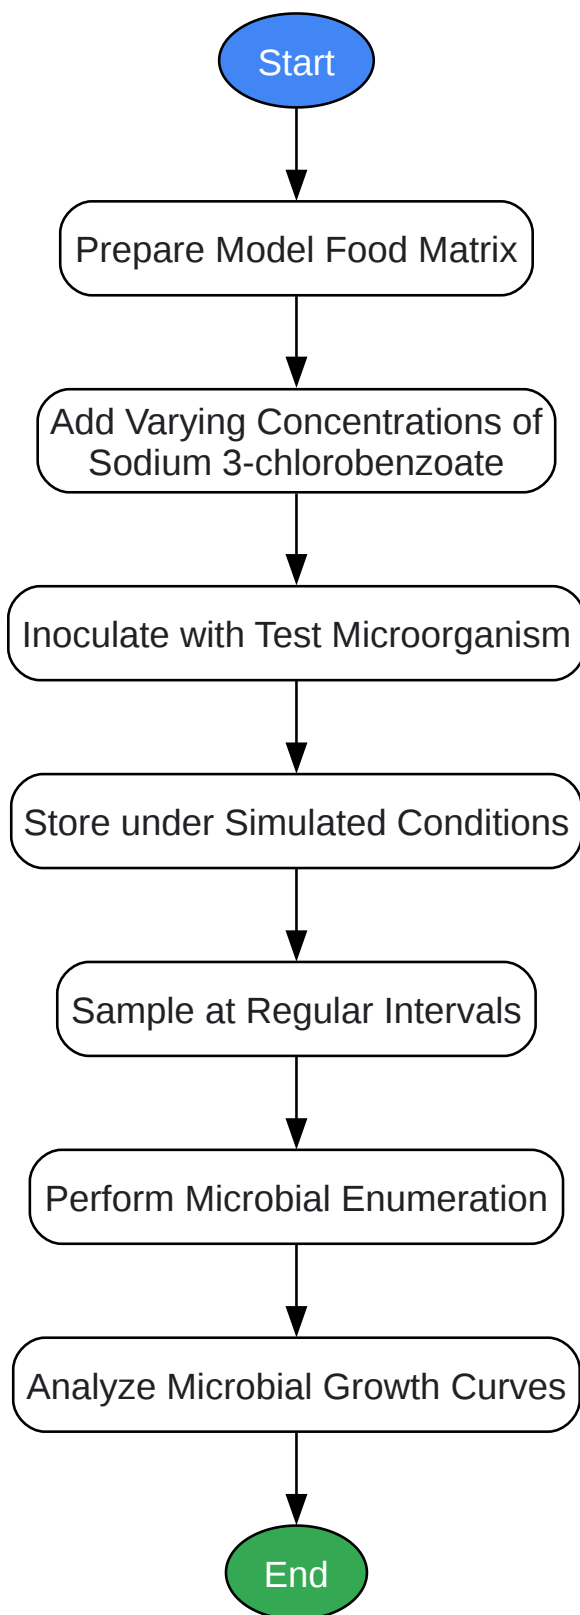 Start
Prepare Model Food Matrix
Add Varying Concentrations of
Sodium 3-chlorobenzoate
Inoculate with Test Microorganism
Store under Simulated Conditions
Sample at Regular Intervals
Perform Microbial Enumeration
Analyze Microbial Growth Curves
End